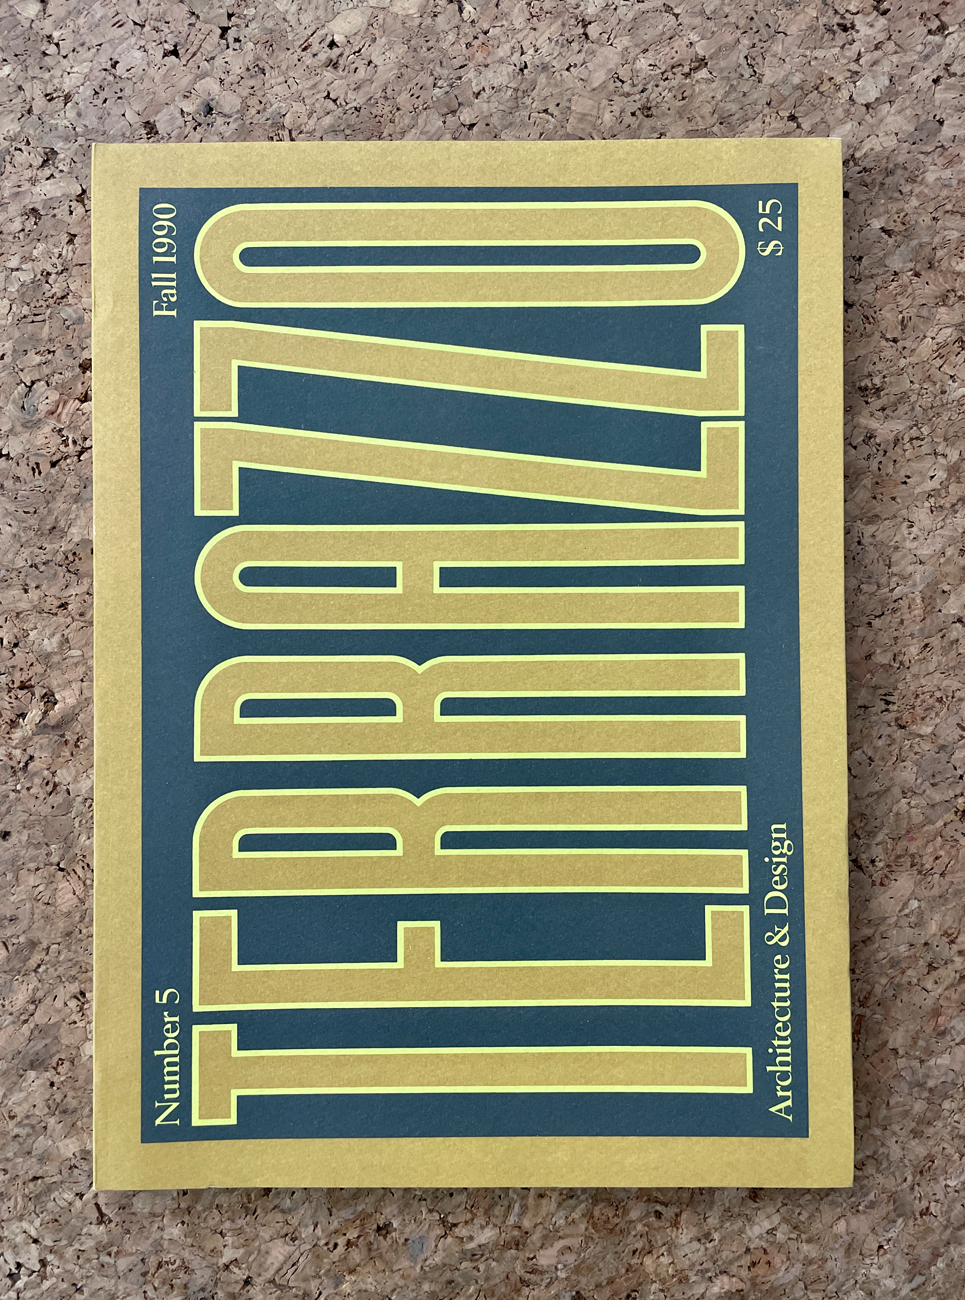 Number 5 Fall 1990
TERRAZZO
Architecture & Design $ 25